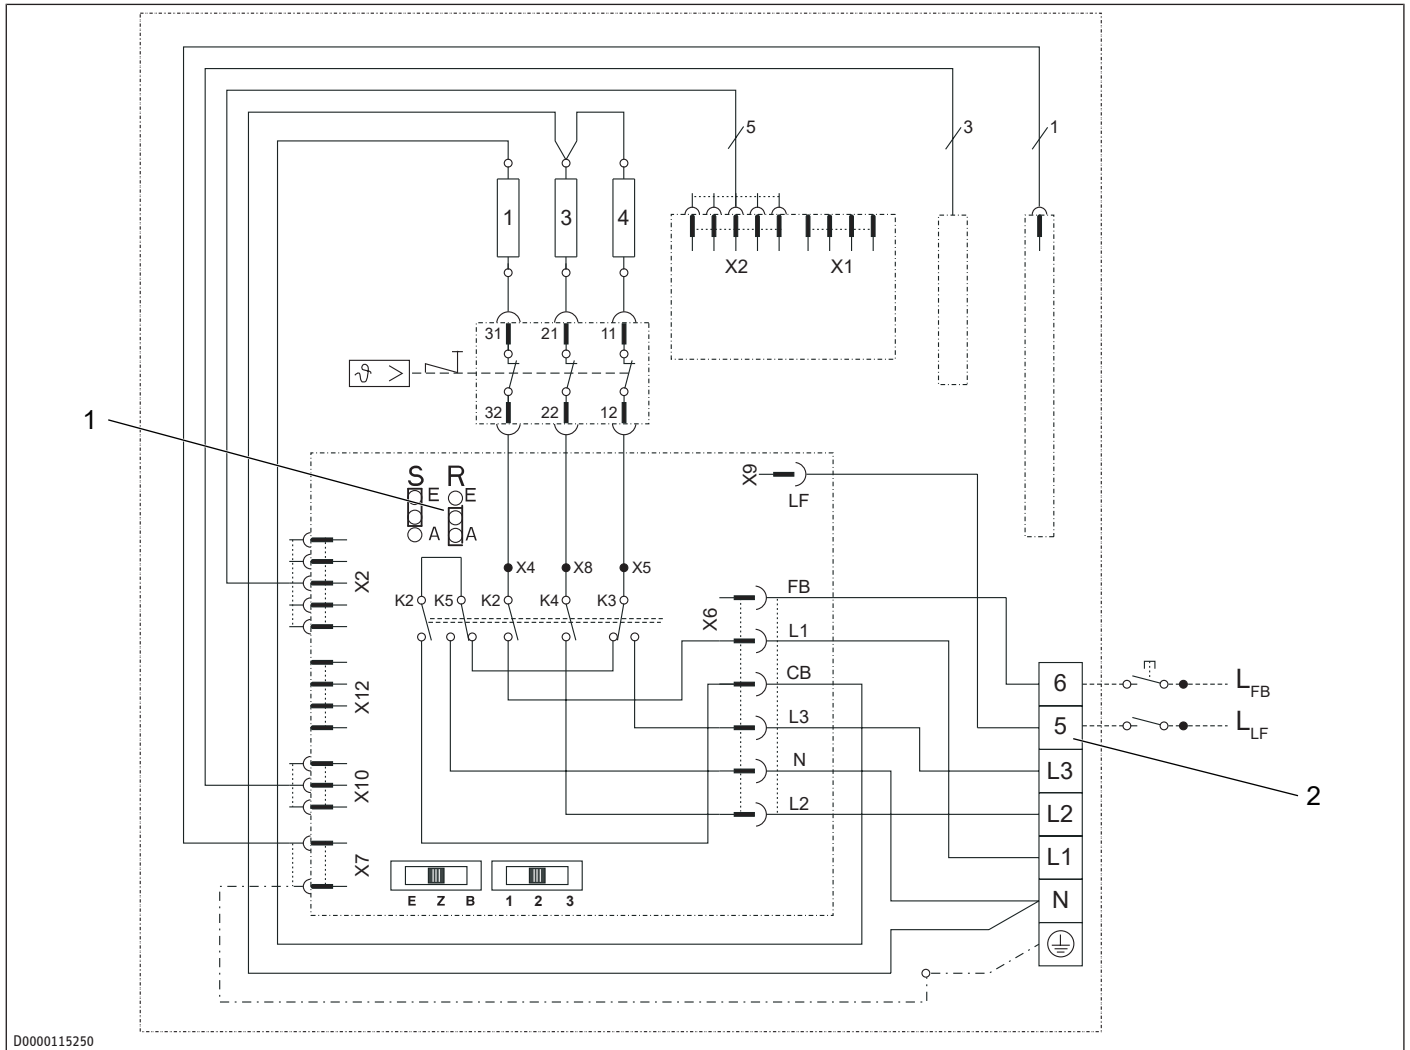 5
3
1
1
3
4
X2
X1
31
21
11
ϑ >
32
22
12
1
S R
E E
A A
X9
LF
X4
X8
X5
X2
K2
K5
K2
K4
K3
X6
FB
L1
CB
L3
N
L2
X12
X10
X7
E Z B
1 2 3
6
5
L3
L2
L1
N
LFB
LLF
2
D0000115250